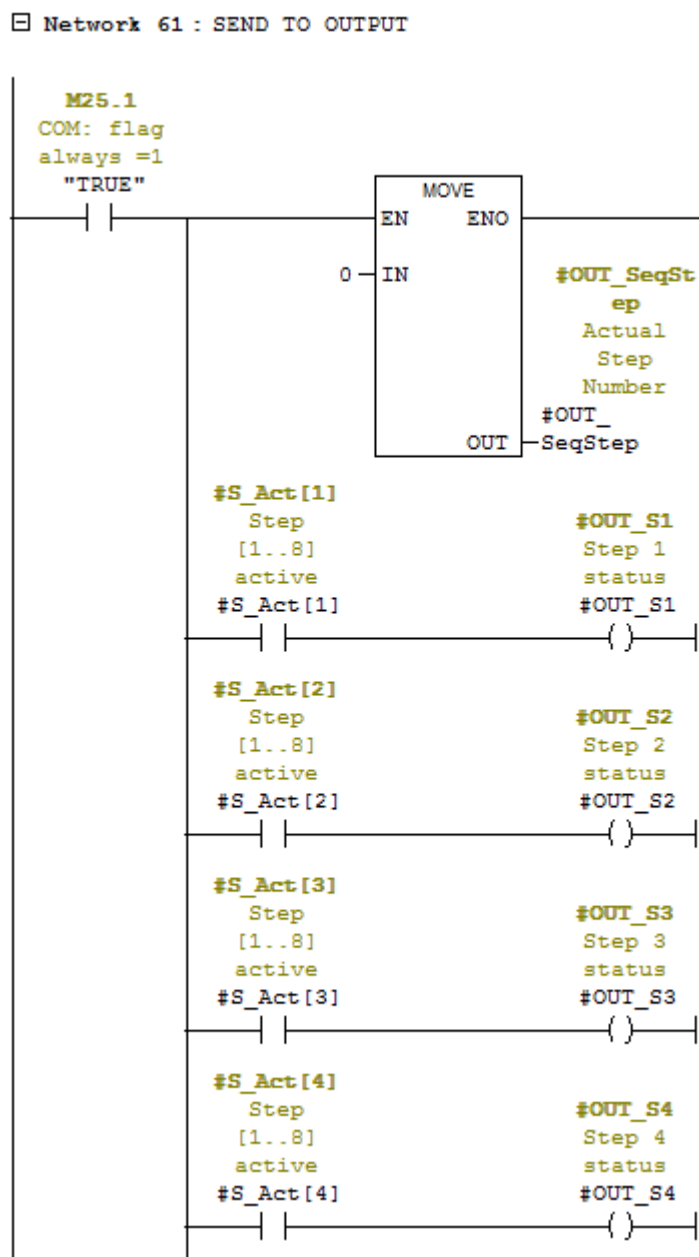 Network 61 : SEND TO OUTPUT
M25.1
COM: flag
always =1
"TRUE"
MOVE
EN ENO
0 IN
#OUT_SeqSt
ep
Actual
Step
Number
#OUT_
OUT SeqStep
#S_Act[1]
Step #OUT_S1
[1..8] Step 1
active status
#S_Act[1] #OUT_S1
#S_Act[2]
Step #OUT_S2
[1..8] Step 2
active status
#S_Act[2] #OUT_S2
#S_Act[3]
Step #OUT_S3
[1..8] Step 3
active status
#S_Act[3] #OUT_S3
#S_Act[4]
Step #OUT_S4
[1..8] Step 4
active status
#S_Act[4] #OUT_S4